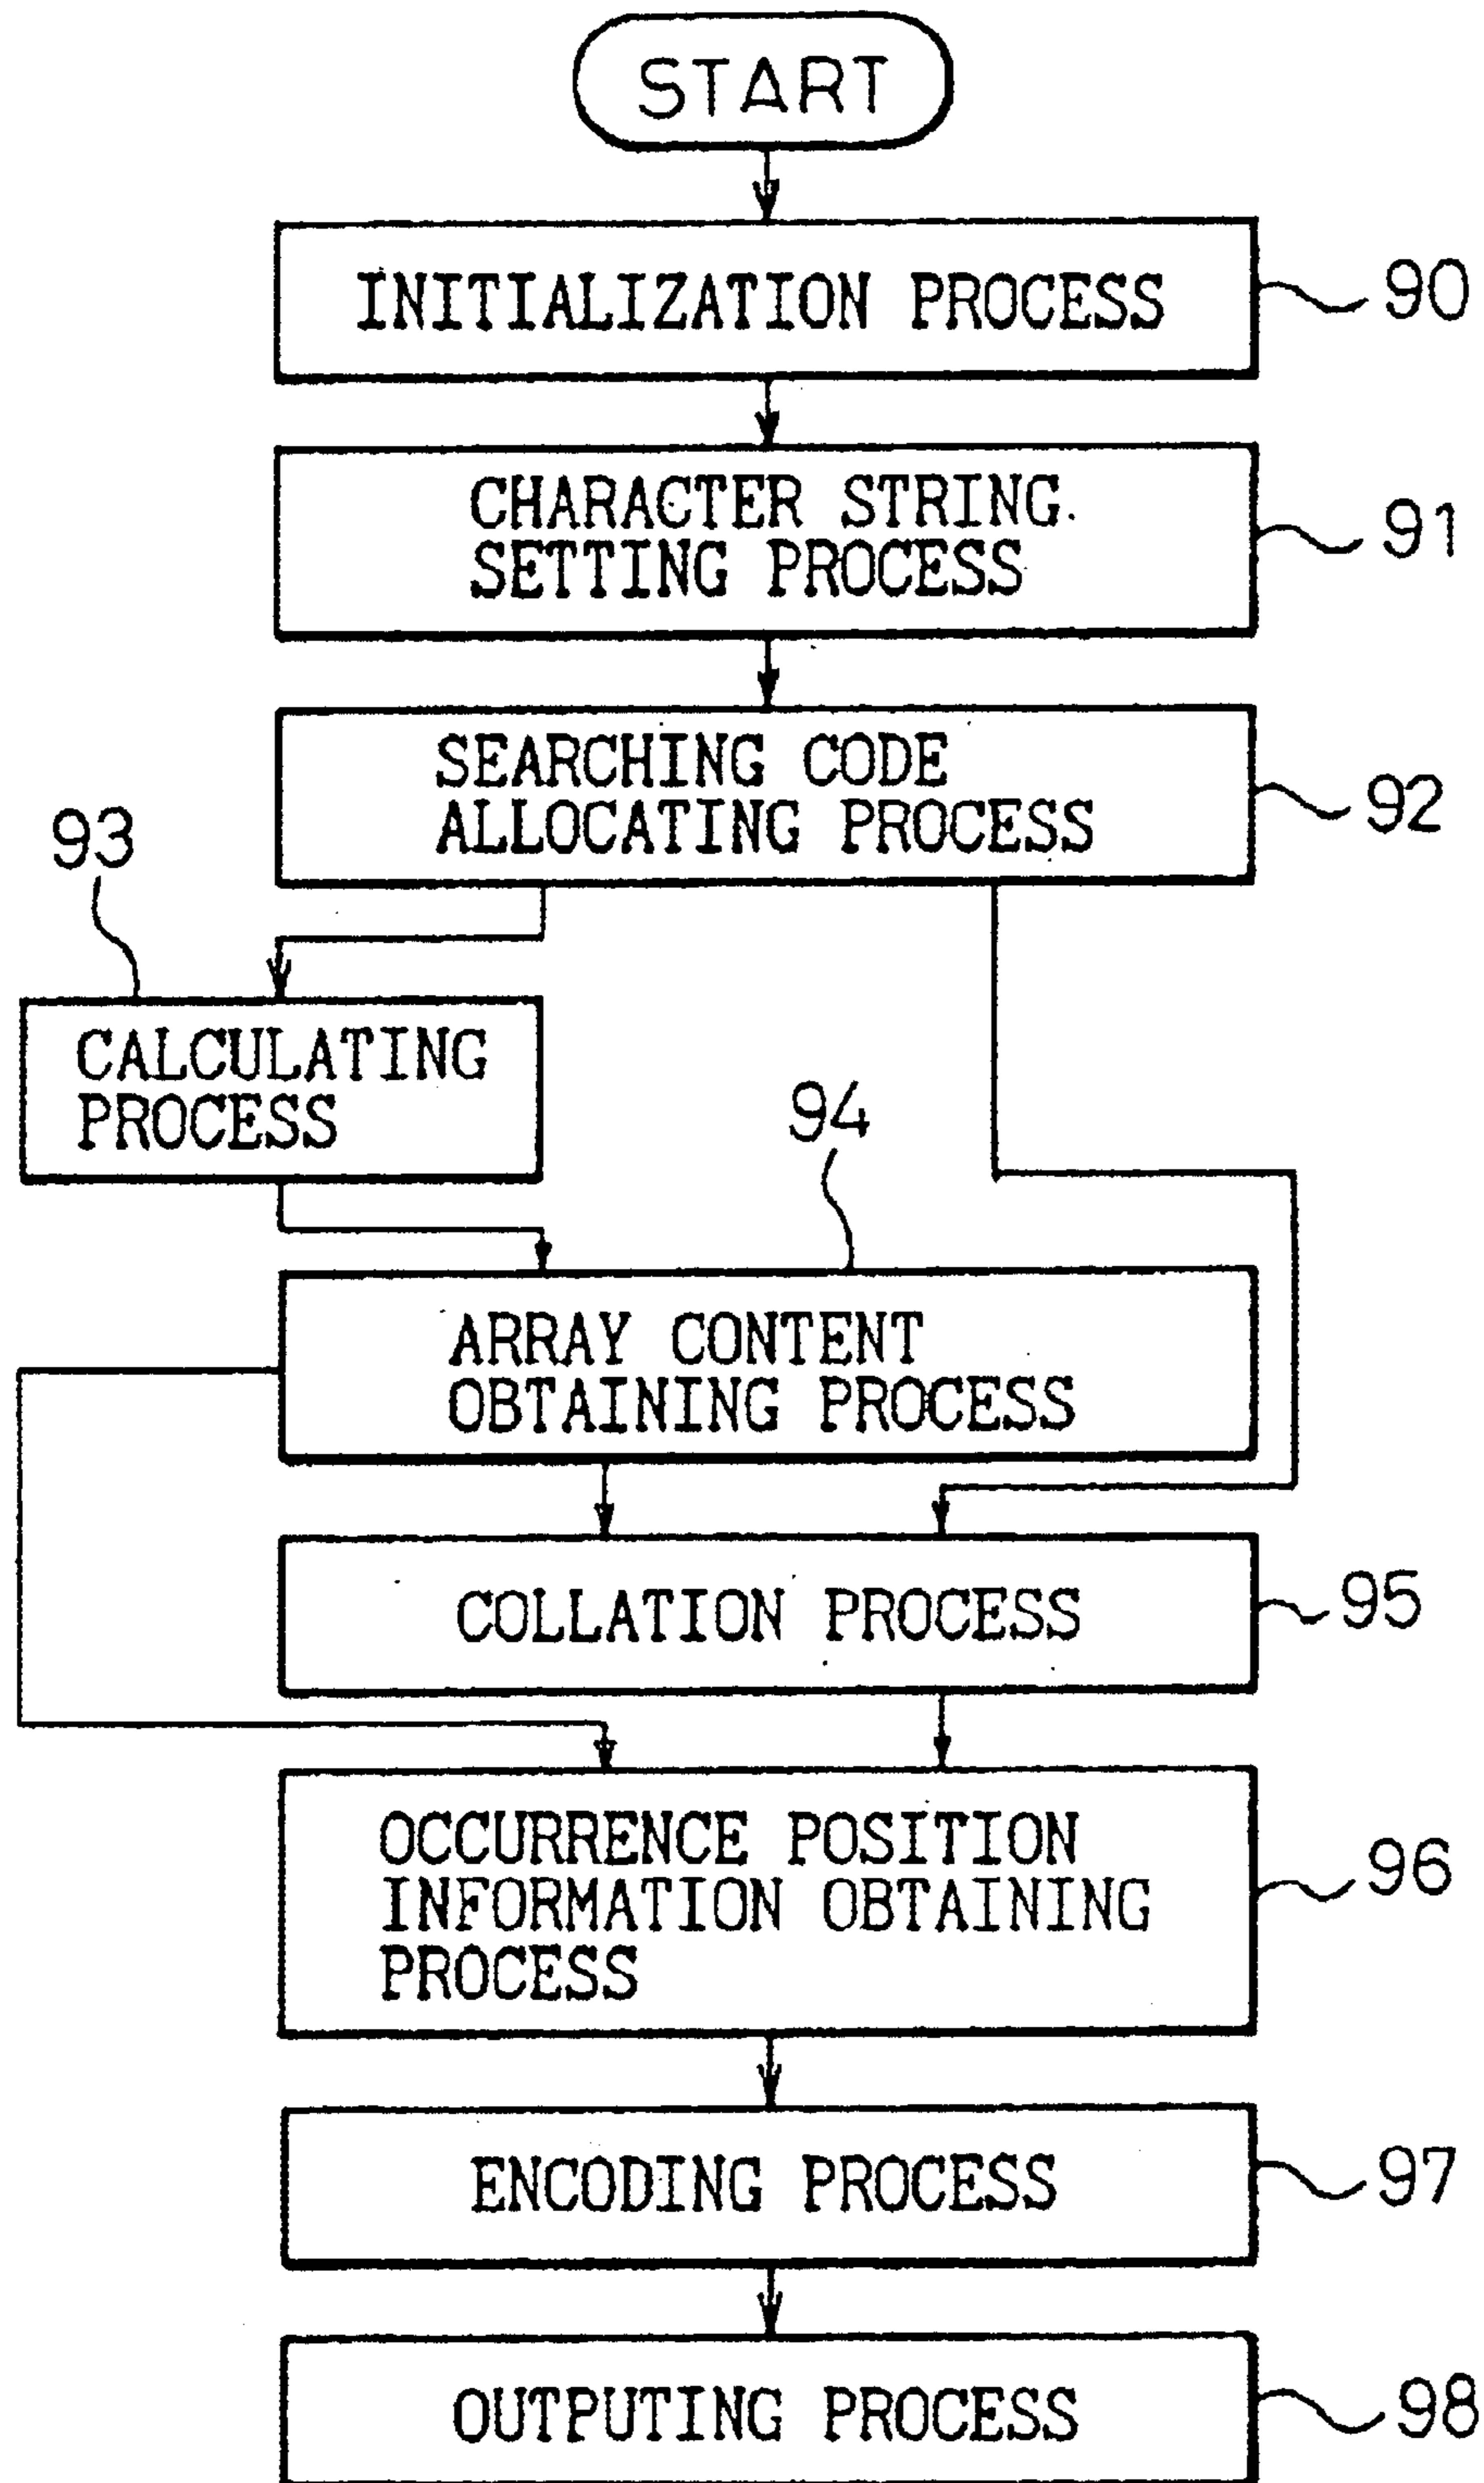 START
INITIALIZATION PROCESS
90
CHARACTER STRING
SETTING PROCESS
91
SEARCHING CODE
ALLOCATING PROCESS
92
93
CALCULATING
PROCESS
94
ARRAY CONTENT
OBTAINING PROCESS
COLLATION PROCESS
95
OCCURRENCE POSITION
INFORMATION OBTAINING
PROCESS
96
ENCODING PROCESS
97
OUTPUTING PROCESS
98